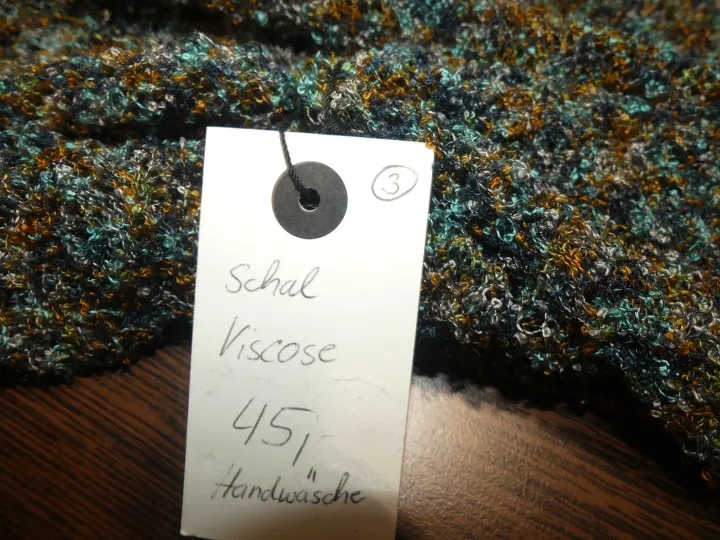 3
Schal
Viscose
45,
Handwäsche